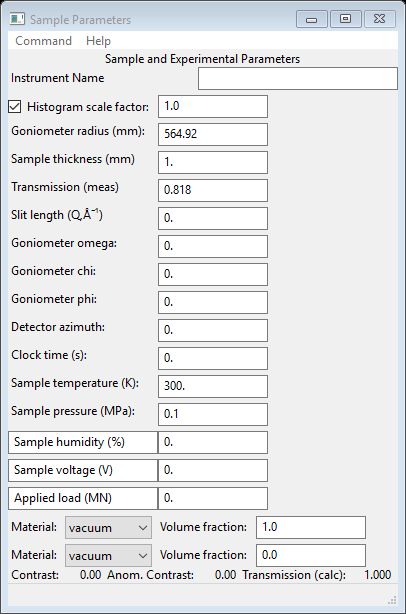 Sample Parameters
Command Help
Sample and Experimental Parameters
Instrument Name
Histogram scale factor: 1.0
Goniometer radius (mm): 564.92
Sample thickness (mm) 1.
Transmission (meas) 0.818
Slit length (Q,Å⁻¹) 0.
Goniometer omega: 0.
Goniometer chi: 0.
Goniometer phi: 0.
Detector azimuth: 0.
Clock time (s): 0.
Sample temperature (K): 300.
Sample pressure (MPa): 0.1
Sample humidity (%) 0.
Sample voltage (V) 0.
Applied load (MN) 0.
Material: vacuum Volume fraction: 1.0
Material: vacuum Volume fraction: 0.0
Contrast: 0.00 Anom. Contrast: 0.00 Transmission (calc): 1.000